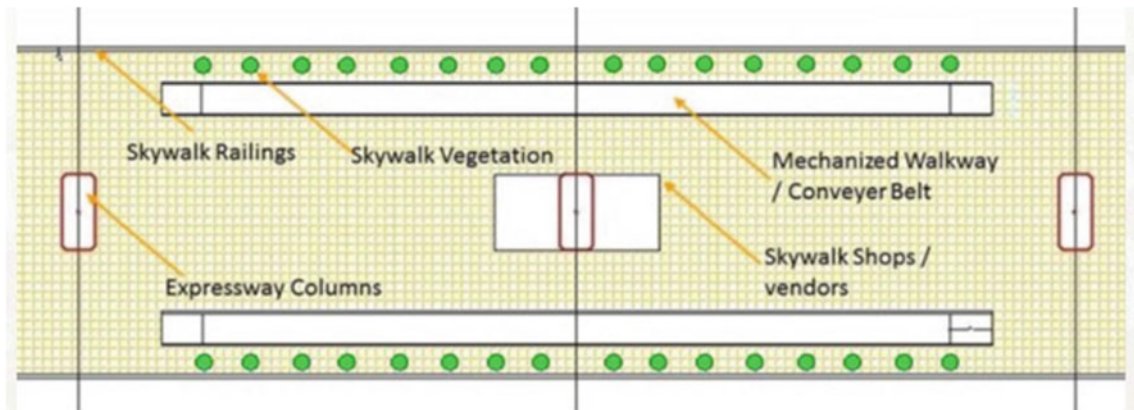 Skywalk Railings
Skywalk Vegetation
Mechanized Walkway
/ Conveyer Belt
Skywalk Shops /
vendors
Expressway Columns